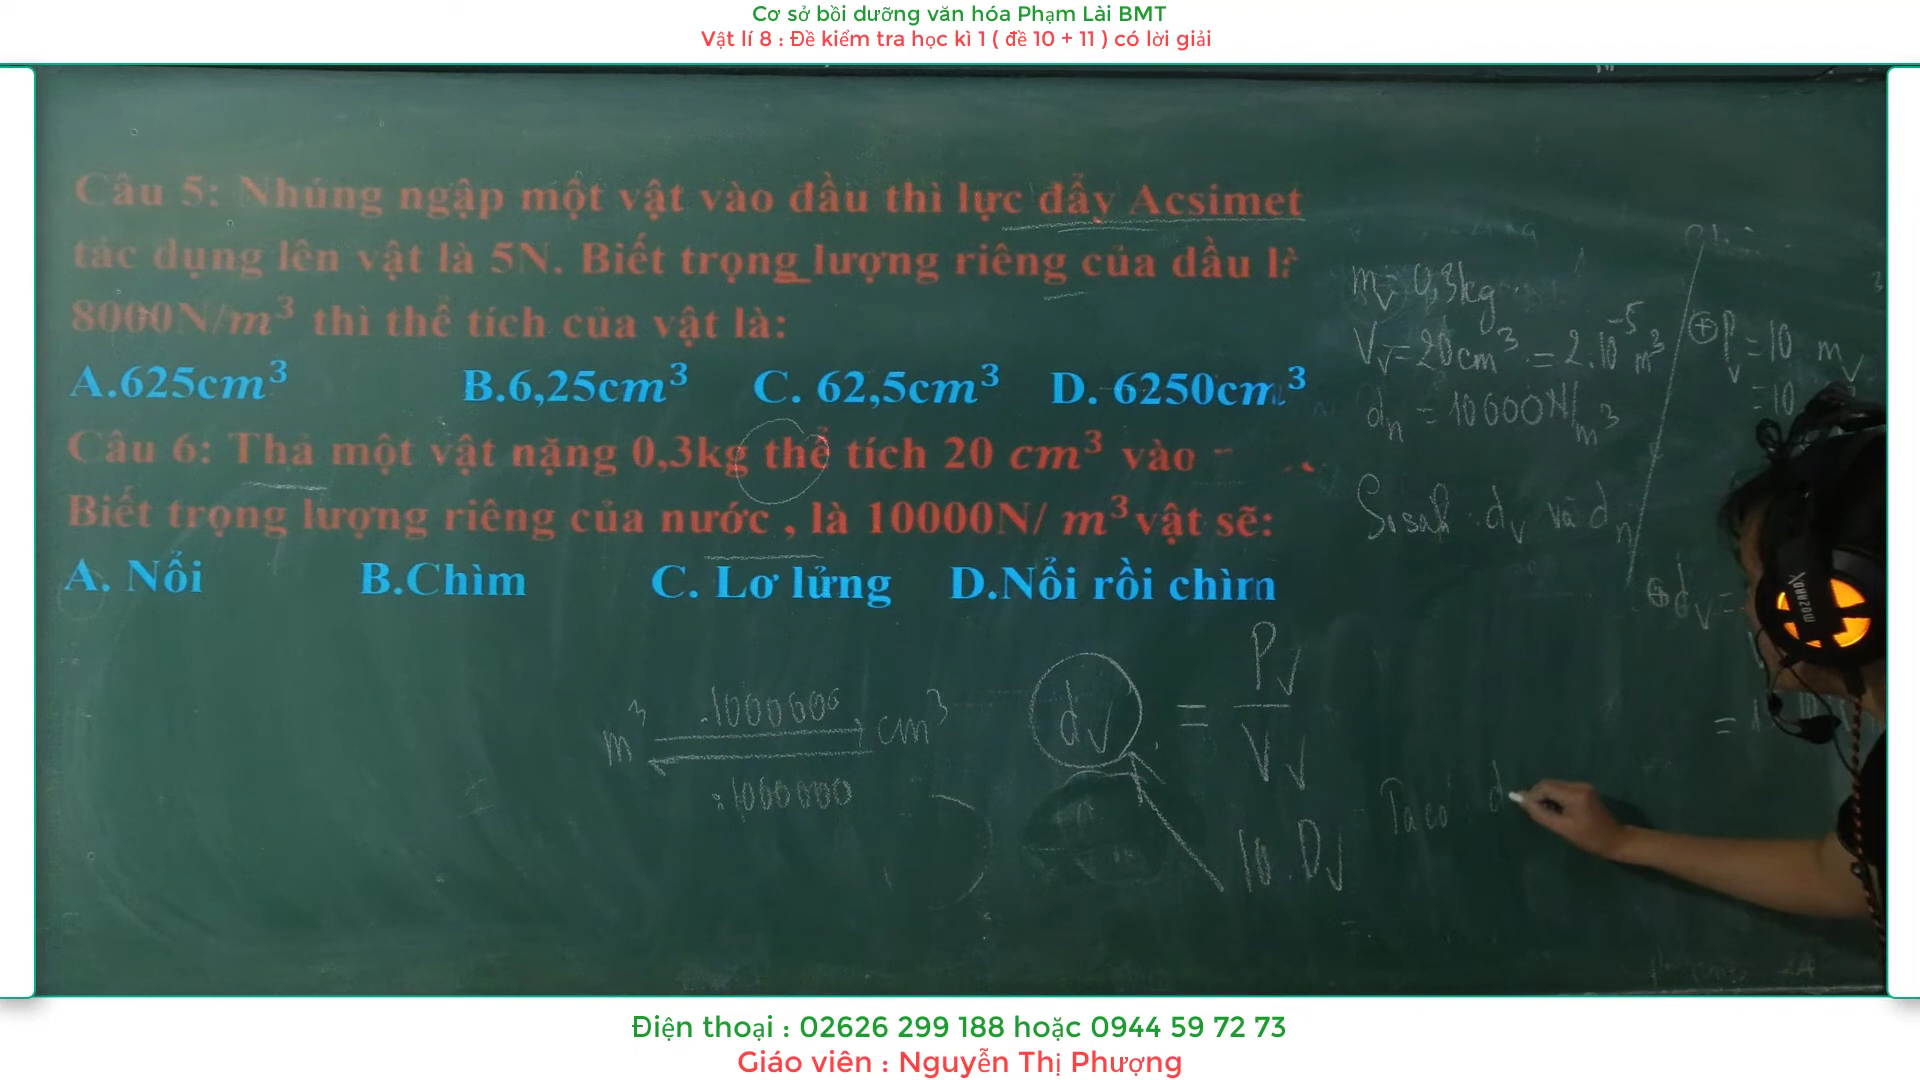 Cơ sở bồi dưỡng văn hóa Phạm Lài BMT
Vật lí 8 : Đề kiểm tra học kì 1 ( đề 10 + 11 ) có lời giải
Câu 5: Nhúng ngập một vật vào đầu thì lực đẩy Acsimet
tác dụng lên vật là 5N. Biết trọng lượng riêng của dầu
8000N/m³ thì thể tích của vật là:
A.625cm³ B.6,25cm³ C. 62,5cm³ D. 6250cm³
Câu 6: Thả một vật nặng 0,3kg thể tích 20 cm³ vào
Biết trọng lượng riêng của nước , là 10000N/ m³ vật sẽ:
A. Nổi B.Chìm C. Lơ lửng D.Nổi rồi chìm
m³ .1000000 cm³
:1000000
dv = Pv / Vv
10.Dv
mv = 0,3kg
Vv = 20cm³ = 2.10⁻⁵ m³
dn = 10000N/m³
So sánh : dv và dn
⊕ Pv = 10 mv
= 10
⊕ dv =
Ta có : d
MOZARDX
Điện thoại : 02626 299 188 hoặc 0944 59 72 73
Giáo viên : Nguyễn Thị Phượng